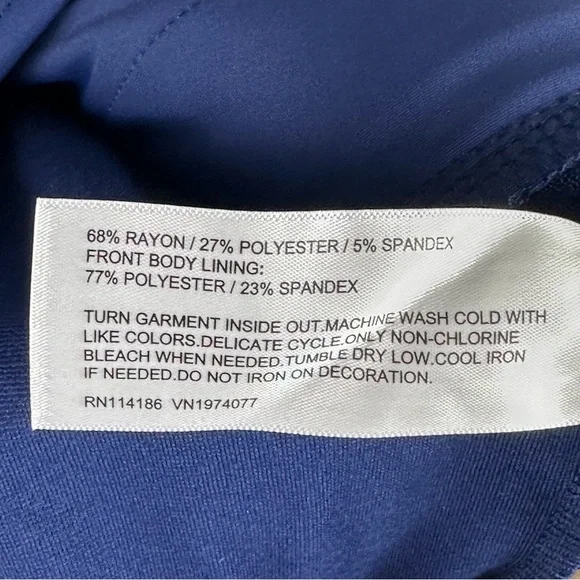 68% RAYON / 27% POLYESTER / 5% SPANDEX
FRONT BODY LINING:
77% POLYESTER / 23% SPANDEX
TURN GARMENT INSIDE OUT.MACHINE WASH COLD WITH
LIKE COLORS.DELICATE CYCLE.ONLY NON-CHLORINE
BLEACH WHEN NEEDED.TUMBLE DRY LOW.COOL IRON
IF NEEDED.DO NOT IRON ON DECORATION.
RN114186 VN1974077